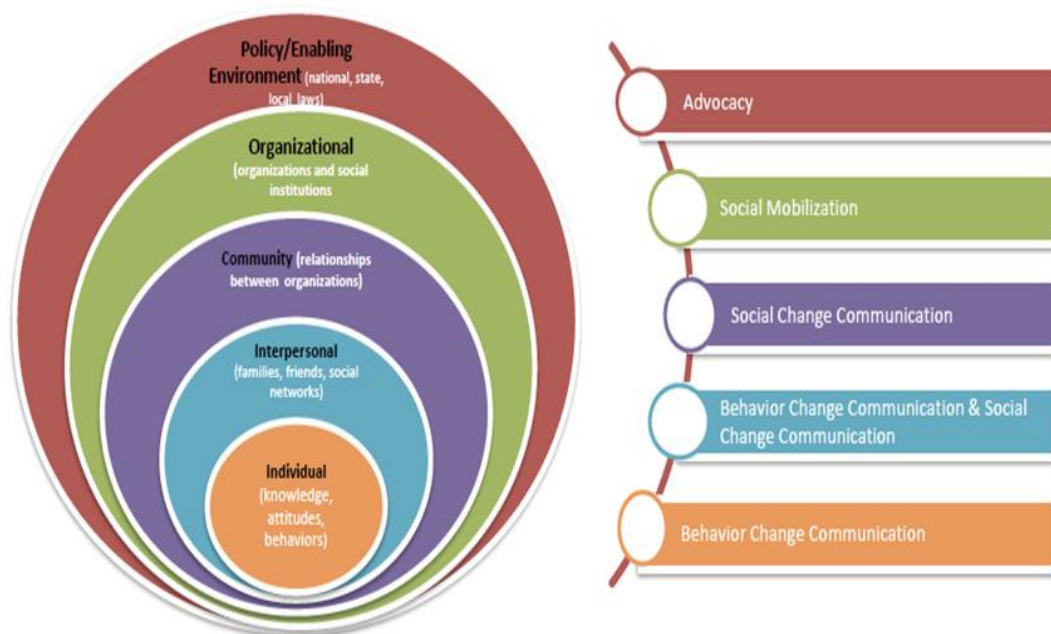 Policy/Enabling
Environment (national, state,
local laws)
Organizational
(organizations and social
institutions
Community (relationships
between organizations)
Interpersonal
(families, friends, social
networks)
Individual
(knowledge,
attitudes,
behaviors)
Advocacy
Social Mobilization
Social Change Communication
Behavior Change Communication & Social
Change Communication
Behavior Change Communication